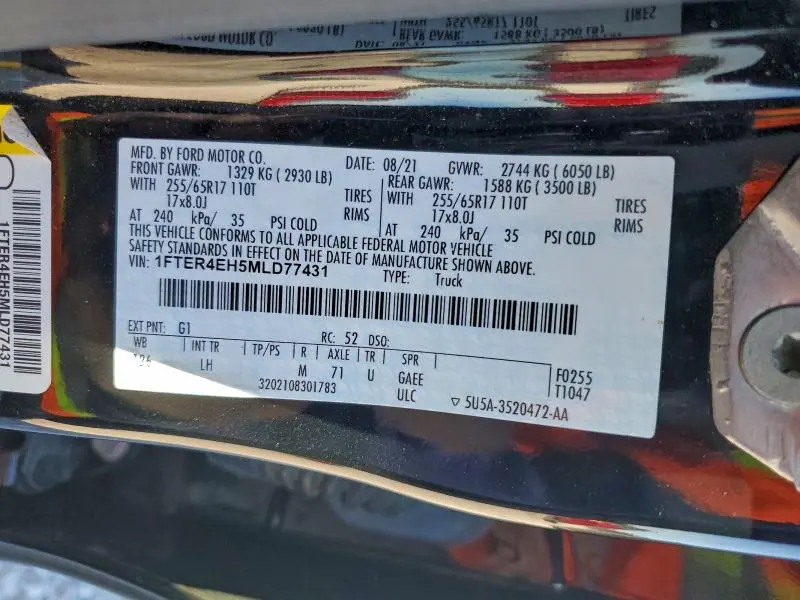 MFD. BY FORD MOTOR CO. DATE: 08/21 GVWR: 2744 KG (6050 LB)
FRONT GAWR: 1329 KG (2930 LB) REAR GAWR: 1588 KG (3500 LB)
WITH 255/65R17 110T TIRES WITH 255/65R17 110T TIRES
17x8.0J RIMS 17x8.0J RIMS
AT 240 kPa/ 35 PSI COLD AT 240 kPa/ 35 PSI COLD
THIS VEHICLE CONFORMS TO ALL APPLICABLE FEDERAL MOTOR VEHICLE
SAFETY STANDARDS IN EFFECT ON THE DATE OF MANUFACTURE SHOWN ABOVE.
VIN: 1FTER4EH5MLD77431 TYPE: Truck
EXT PNT: G1 RC: 52 DSO:
WB INT TR TP/PS R AXLE TR SPR
126 LH M 71 U GAEE F0255
3202108301783 ULC T1047
▽ 5U5A-3520472-AA
1FTER4EH5MLD77431